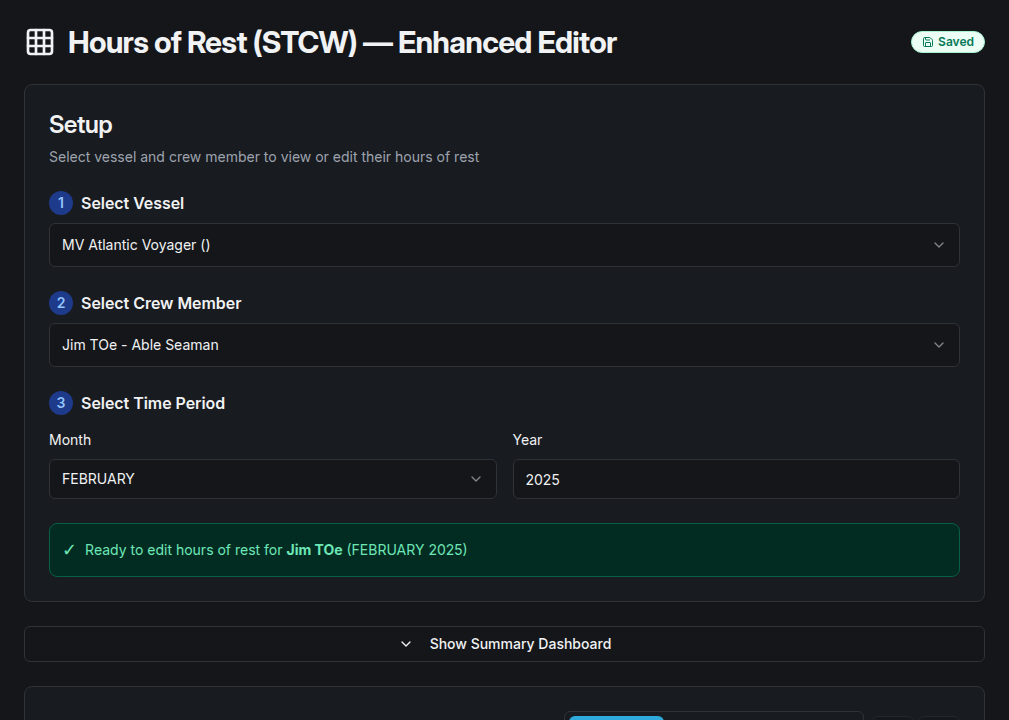 Hours of Rest (STCW) — Enhanced Editor
Saved
Setup
Select vessel and crew member to view or edit their hours of rest
1 Select Vessel
MV Atlantic Voyager ()
2 Select Crew Member
Jim TOe - Able Seaman
3 Select Time Period
Month Year
FEBRUARY 2025
✓ Ready to edit hours of rest for Jim TOe (FEBRUARY 2025)
Show Summary Dashboard